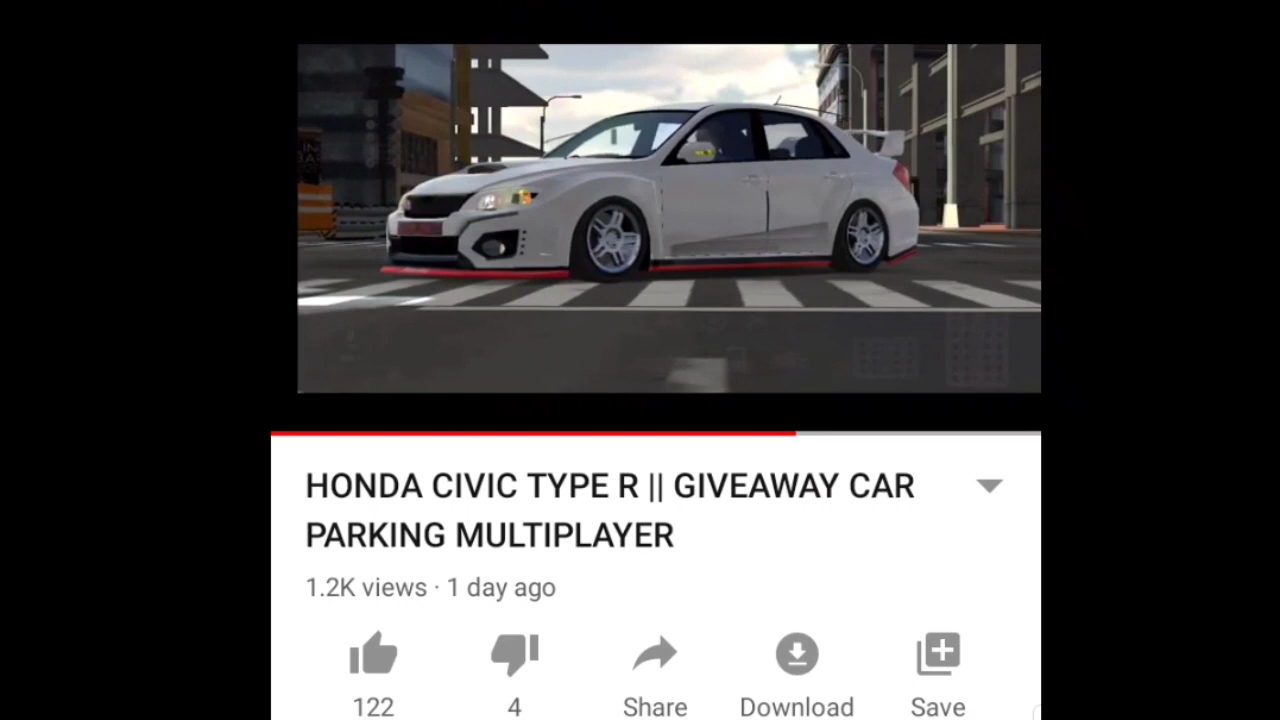 HONDA CIVIC TYPE R || GIVEAWAY CAR
PARKING MULTIPLAYER
1.2K views · 1 day ago
122
4
Share
Download
Save